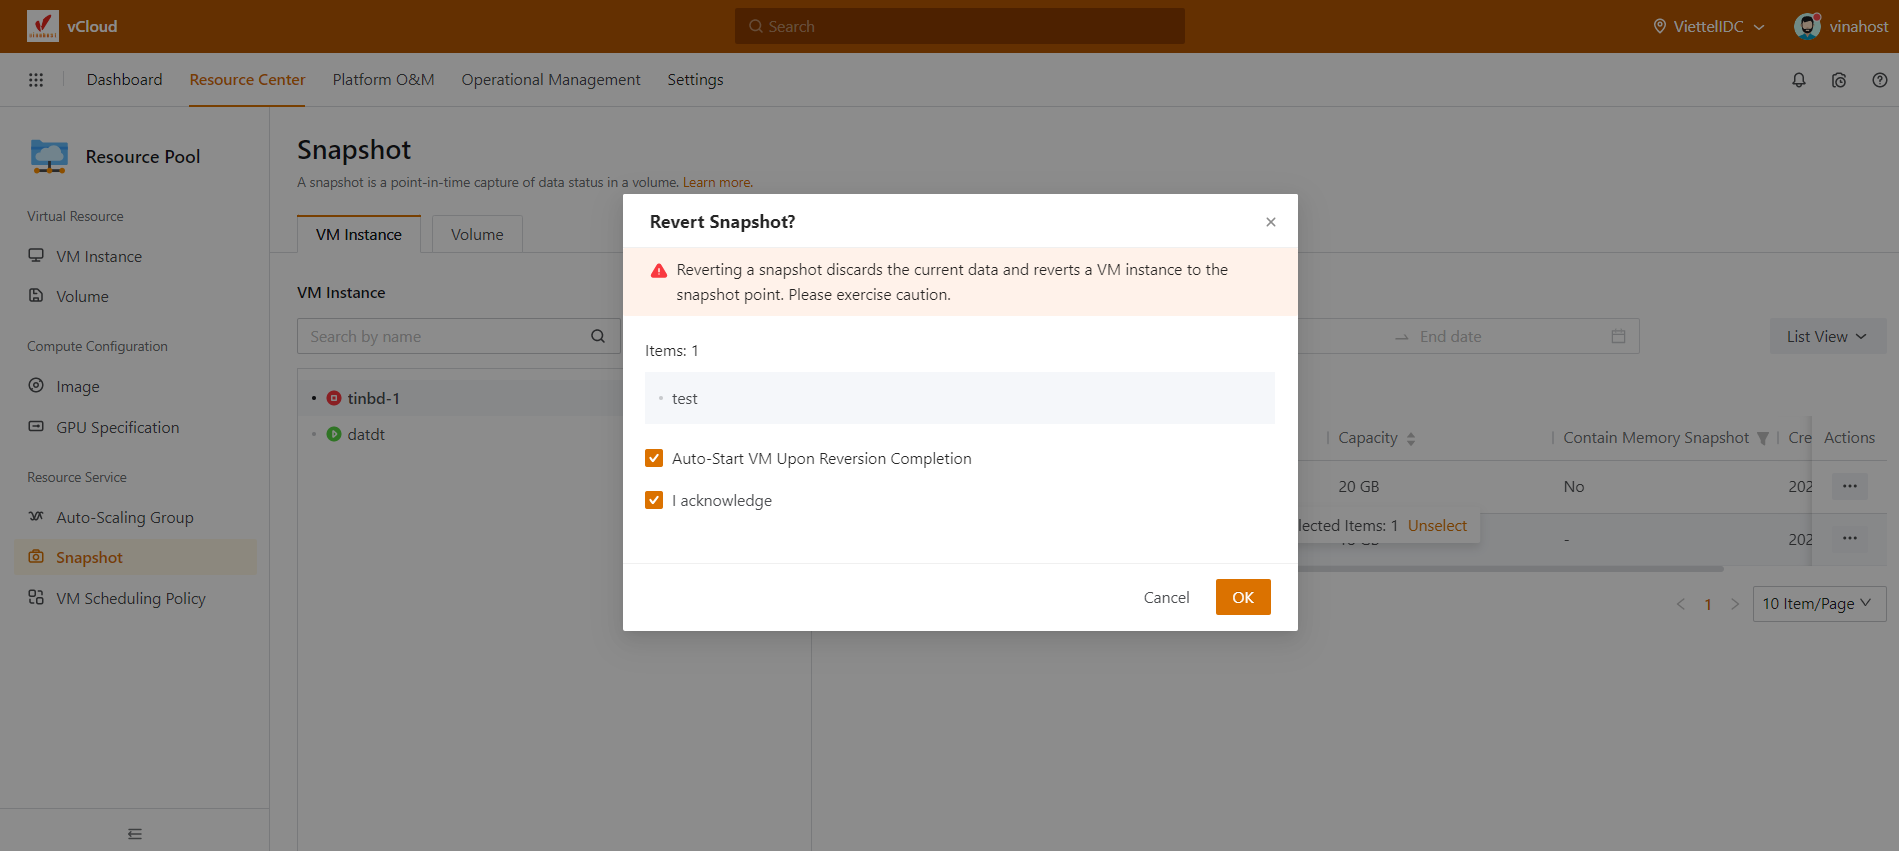 vCloud
Search
ViettelIDC
vinahost
Dashboard
Resource Center
Platform O&M
Operational Management
Settings
Resource Pool
Virtual Resource
VM Instance
Volume
Compute Configuration
Image
GPU Specification
Resource Service
Auto-Scaling Group
Snapshot
VM Scheduling Policy
Snapshot
A snapshot is a point-in-time capture of data status in a volume. Learn more.
VM Instance
Volume
VM Instance
Search by name
tinbd-1
datdt
Revert Snapshot?
Reverting a snapshot discards the current data and reverts a VM instance to the
snapshot point. Please exercise caution.
Items: 1
test
Auto-Start VM Upon Reversion Completion
I acknowledge
Cancel
OK
End date
List View
Capacity
Contain Memory Snapshot
Cre
Actions
20 GB
No
202
lected Items: 1 Unselect
-
202
1
10 Item/Page